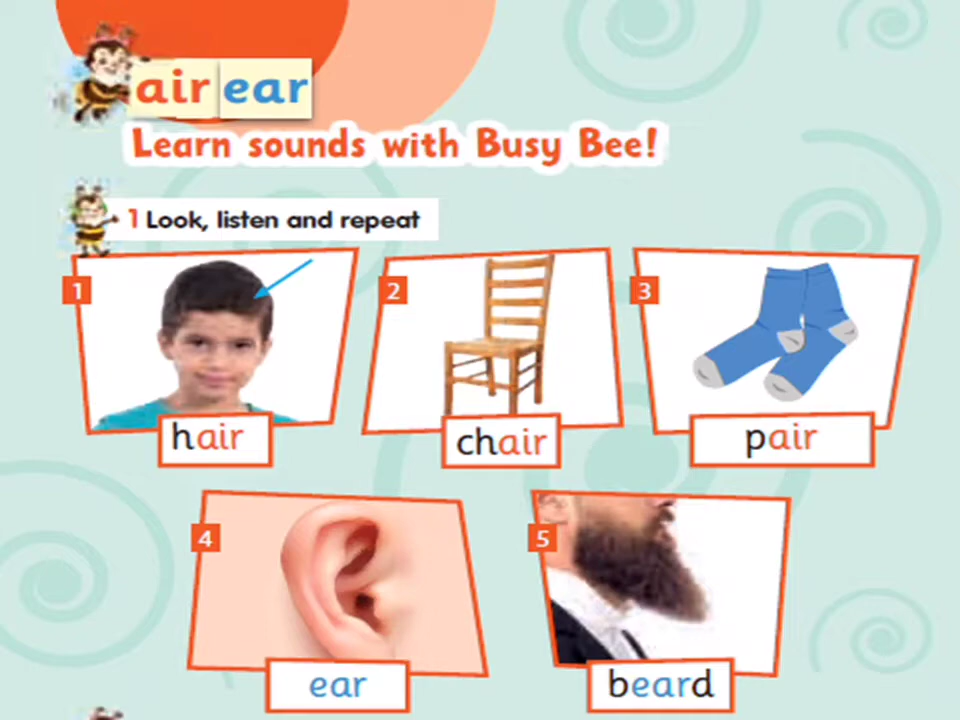 air ear
Learn sounds with Busy Bee!
1 Look, listen and repeat
1
2
3
hair
chair
pair
4
5
ear
beard